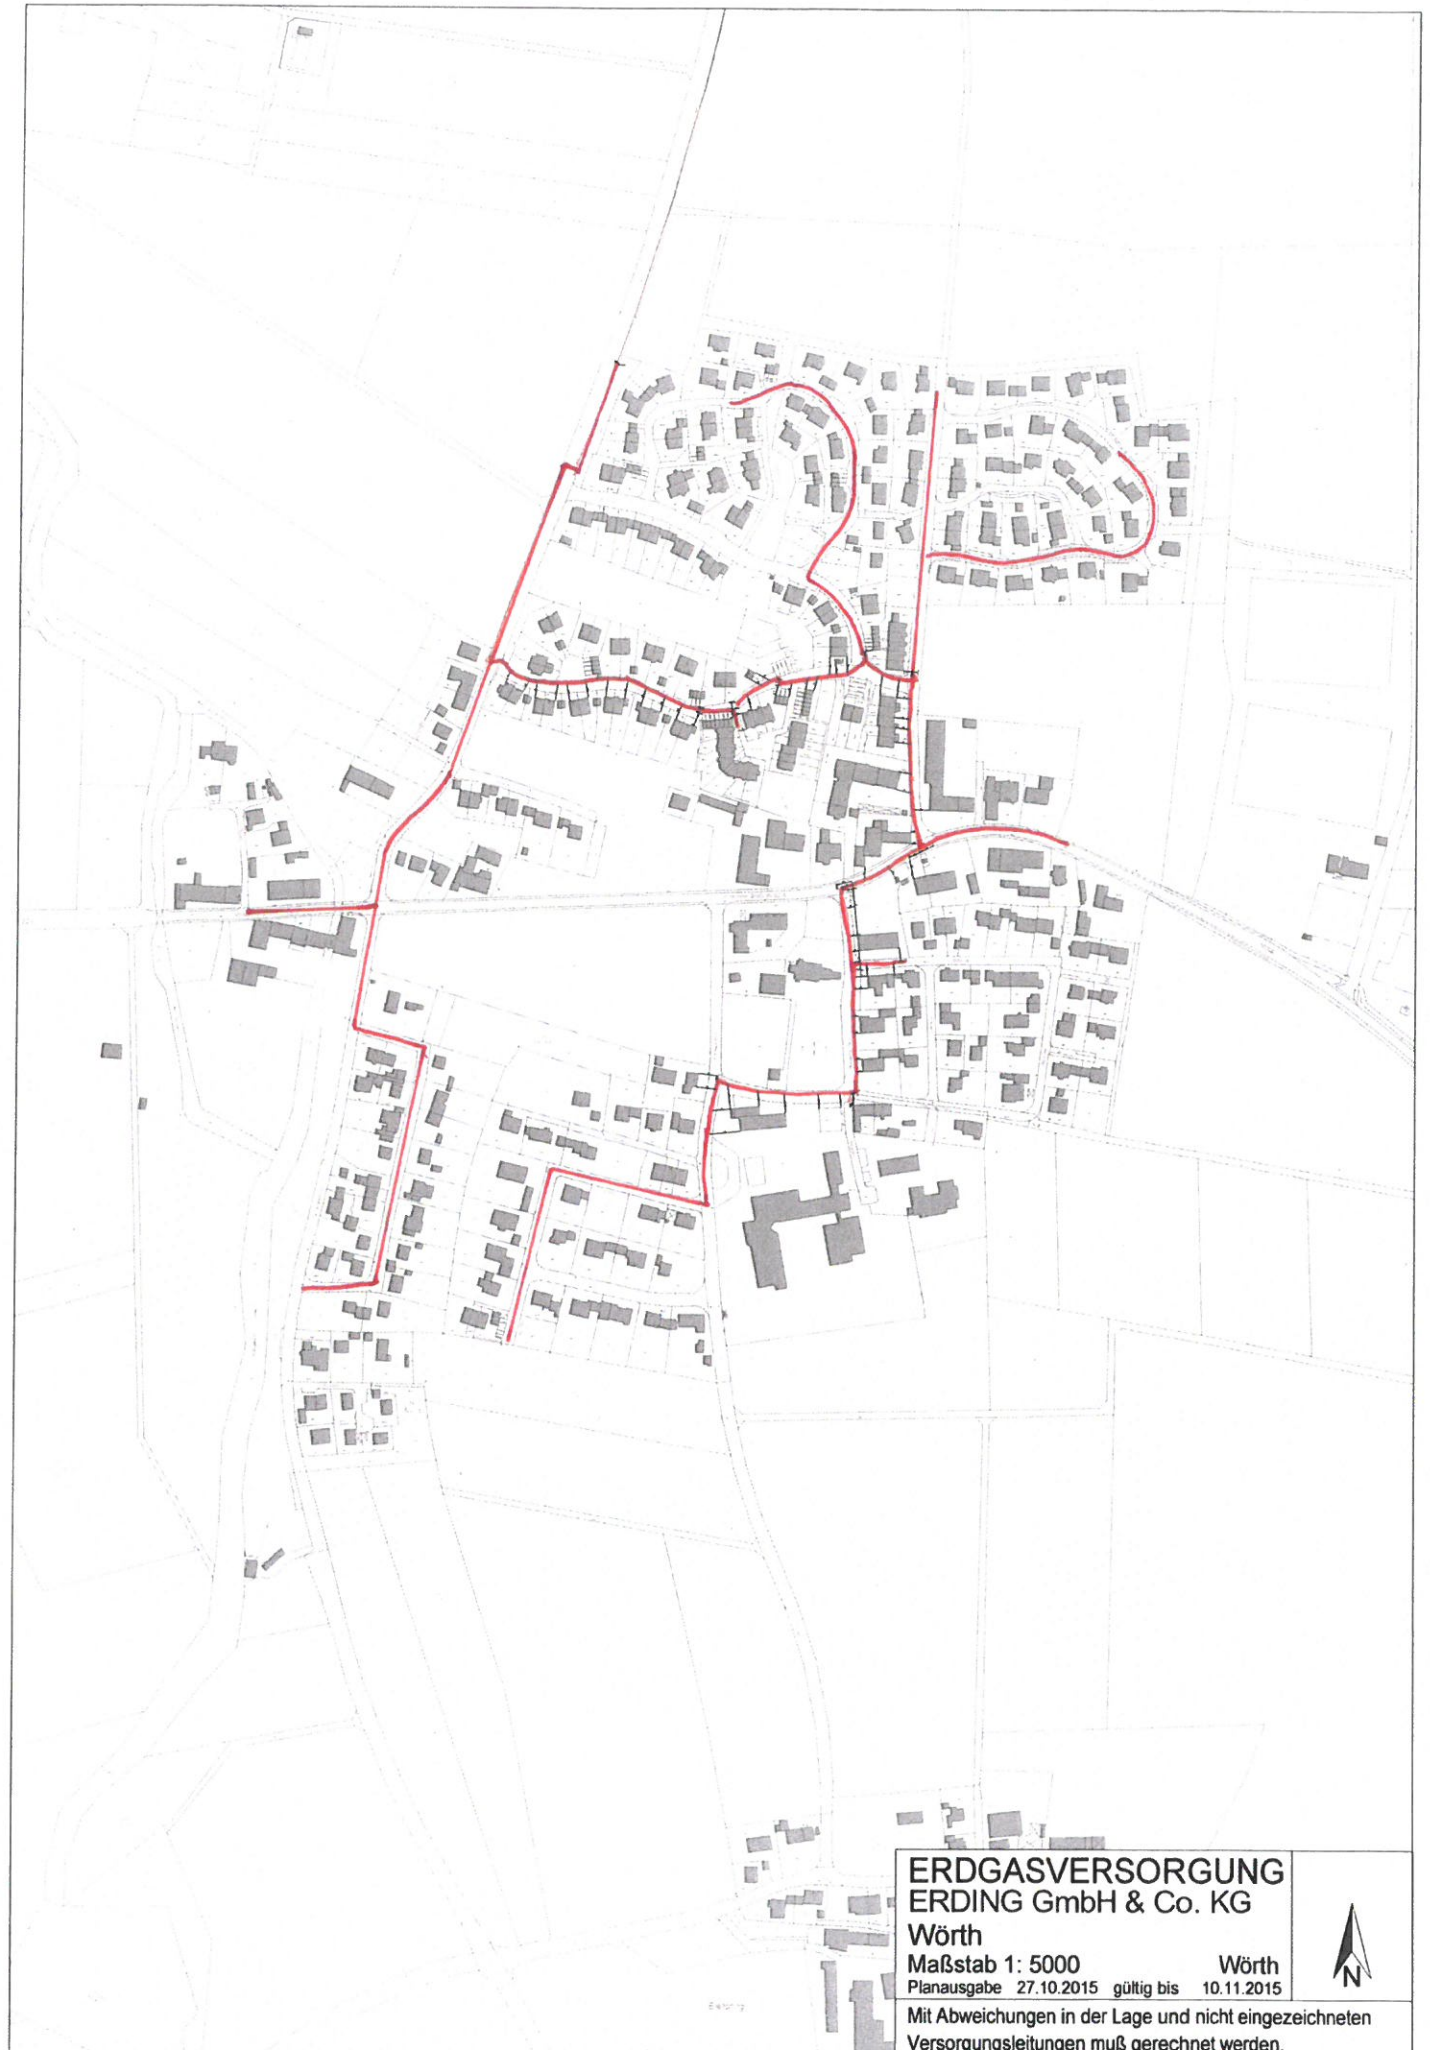 ERDGASVERSORGUNG
ERDING GmbH & Co. KG
Wörth
Maßstab 1: 5000 Wörth
Planausgabe 27.10.2015 gültig bis 10.11.2015
N
Mit Abweichungen in der Lage und nicht eingezeichneten
Versorgungsleitungen muß gerechnet werden.